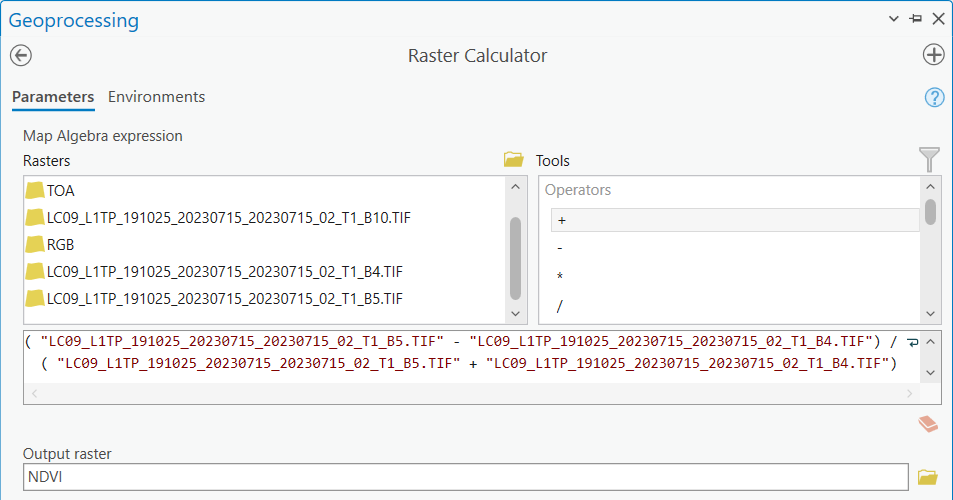 Geoprocessing
Raster Calculator
Parameters Environments
Map Algebra expression
Rasters
TOA
LC09_L1TP_191025_20230715_20230715_02_T1_B10.TIF
RGB
LC09_L1TP_191025_20230715_20230715_02_T1_B4.TIF
LC09_L1TP_191025_20230715_20230715_02_T1_B5.TIF
Tools
Operators
+
-
*
/
( "LC09_L1TP_191025_20230715_20230715_02_T1_B5.TIF" - "LC09_L1TP_191025_20230715_20230715_02_T1_B4.TIF") /
( "LC09_L1TP_191025_20230715_20230715_02_T1_B5.TIF" + "LC09_L1TP_191025_20230715_20230715_02_T1_B4.TIF")
Output raster
NDVI